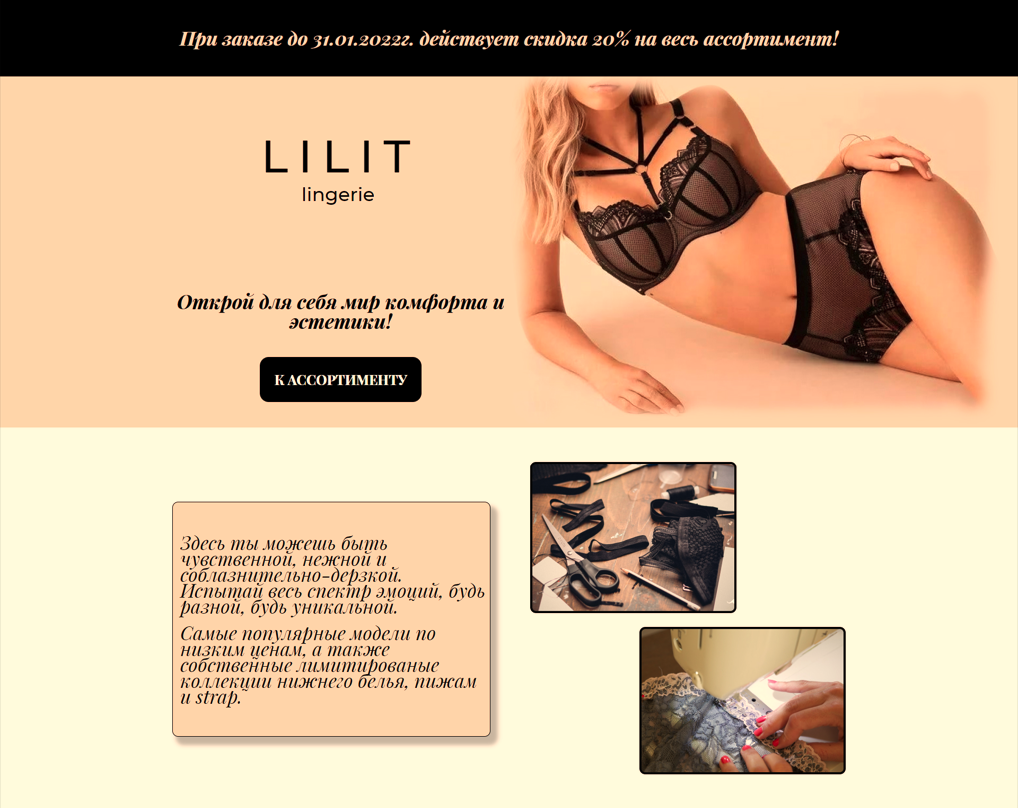 При заказе до 31.01.2022г. действует скидка 20% на весь ассортимент!
LILIT
lingerie
Открой для себя мир комфорта и
эстетики!
К АССОРТИМЕНТУ
Здесь ты можешь быть
чувственной, нежной и
соблазнительно-дерзкой.
Испытай весь спектр эмоций, будь
разной, будь уникальной.
Самые популярные модели по
низким ценам, а также
собственные лимитированые
коллекции нижнего белья, пижам
и strap.